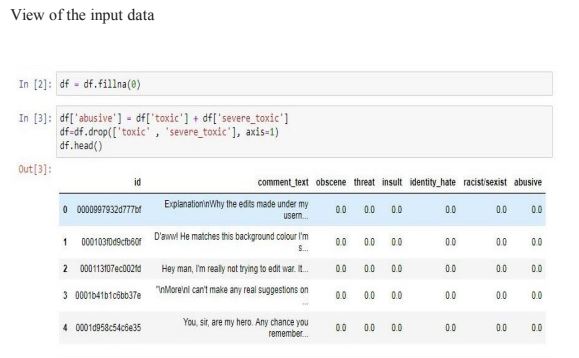 View of the input data
In [2]: df = df.fillna(0)
In [3]: df['abusive'] = df['toxic'] + df['severe_toxic']
df=df.drop(['toxic' , 'severe_toxic'], axis=1)
df.head()
Out[3]:
id comment_text obscene threat insult identity_hate racist/sexist abusive
0 0000997932d777bf Explanation\nWhy the edits made under my usern... 0.0 0.0 0.0 0.0 0.0 0.0
1 000103f0d9cfb60f D'aww! He matches this background colour I'm s... 0.0 0.0 0.0 0.0 0.0 0.0
2 000113f07ec002fd Hey man, I'm really not trying to edit war. It... 0.0 0.0 0.0 0.0 0.0 0.0
3 0001b41b1c6bb37e "\nMore\nI can't make any real suggestions on ... 0.0 0.0 0.0 0.0 0.0 0.0
4 0001d958c54c6e35 You, sir, are my hero. Any chance you remember... 0.0 0.0 0.0 0.0 0.0 0.0